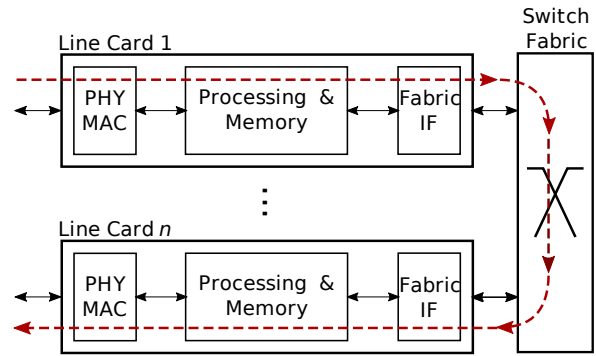 Switch
Fabric
Line Card 1
PHY
MAC
Processing & 
Memory
Fabric
IF
...
Line Card n
PHY
MAC
Processing &
Memory
Fabric
IF